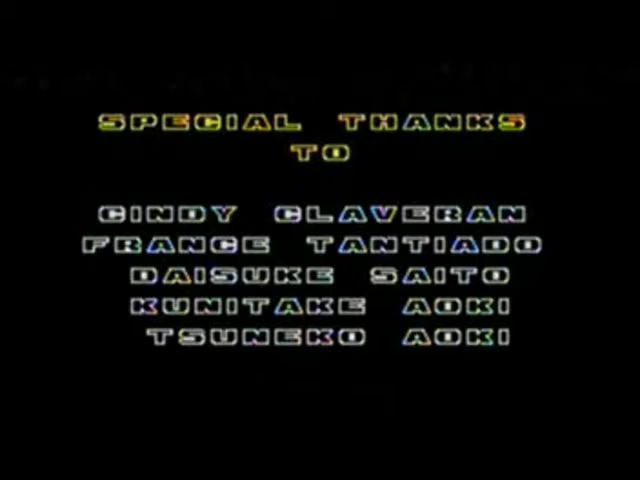 SPECIAL THANKS
TO
CINDY CLAVERAN
FRANCE TANTIADO
DAISUKE SAITO
KUNITAKE AOKI
TSUNEKO AOKI